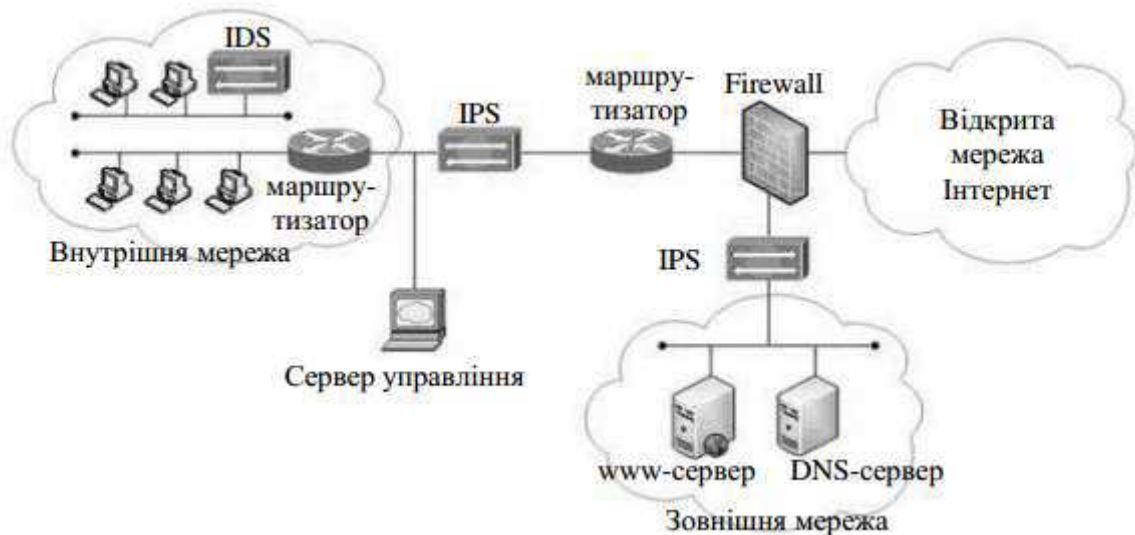 IDS
маршру-
тизатор
Firewall
IPS
Відкрита
мережа
Інтернет
маршру-
тизатор
Внутрішня мережа
IPS
Сервер управління
www-сервер
DNS-сервер
Зовнішня мережа